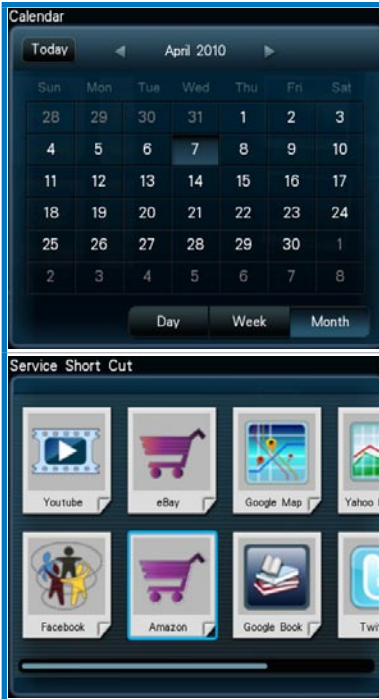 Calendar
Today April 2010
Sun Mon Tue Wed Thu Fri Sat
28 29 30 31 1 2 3
4 5 6 7 8 9 10
11 12 13 14 15 16 17
18 19 20 21 22 23 24
25 26 27 28 29 30 1
2 3 4 5 6 7 8
Day Week Month
Service Short Cut
Youtube eBay Google Map Yahoo
Facebook Amazon Google Book Twi